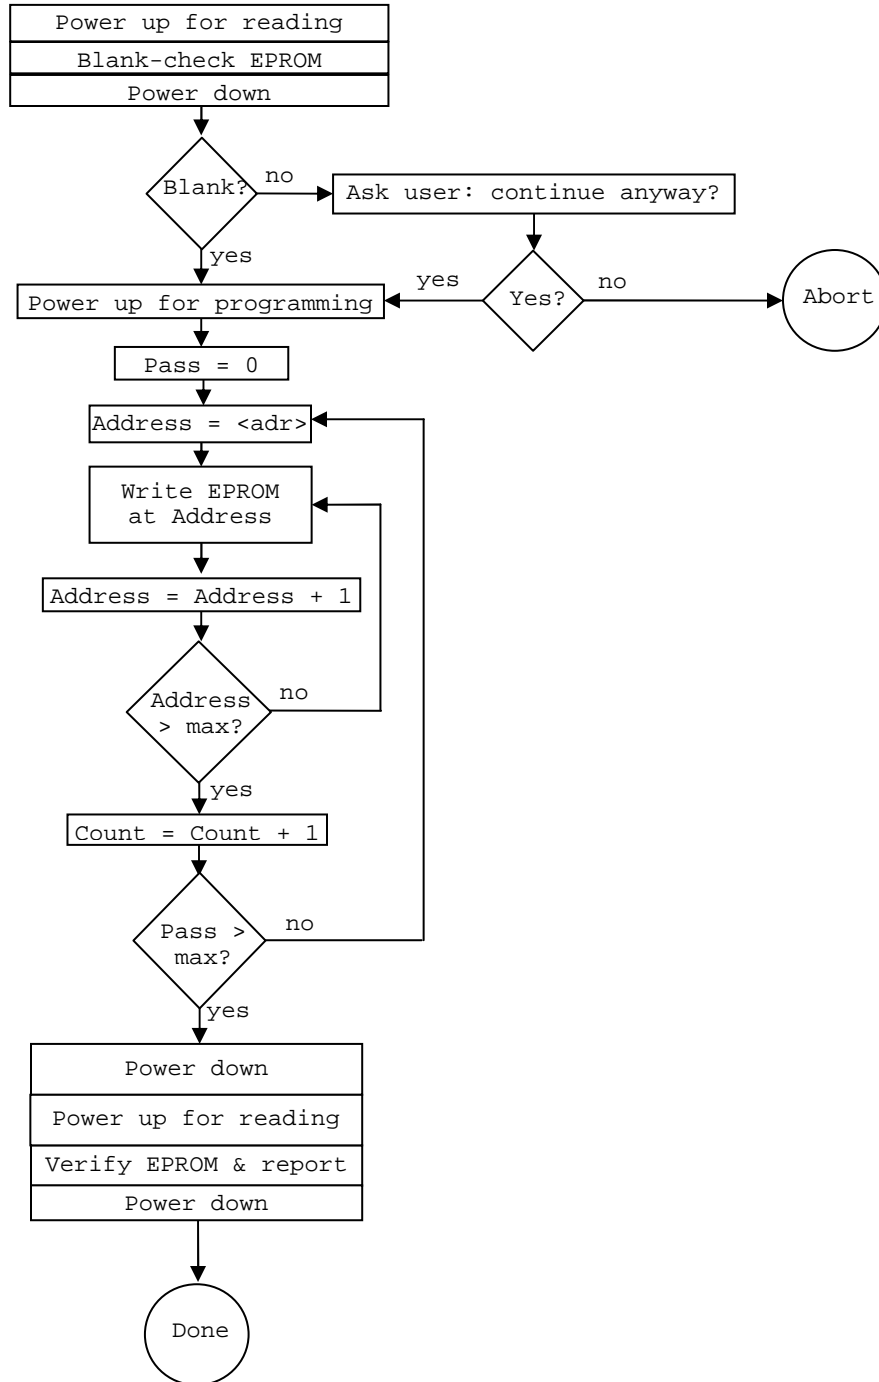 Power up for reading
Blank-check EPROM
Power down
Blank?
no
Ask user: continue anyway?
yes
Power up for programming
yes
Yes?
no
Abort
Pass = 0
Address = <adr>
Write EPROM
at Address
Address = Address + 1
Address
> max?
no
yes
Count = Count + 1
Pass >
max?
no
yes
Power down
Power up for reading
Verify EPROM & report
Power down
Done